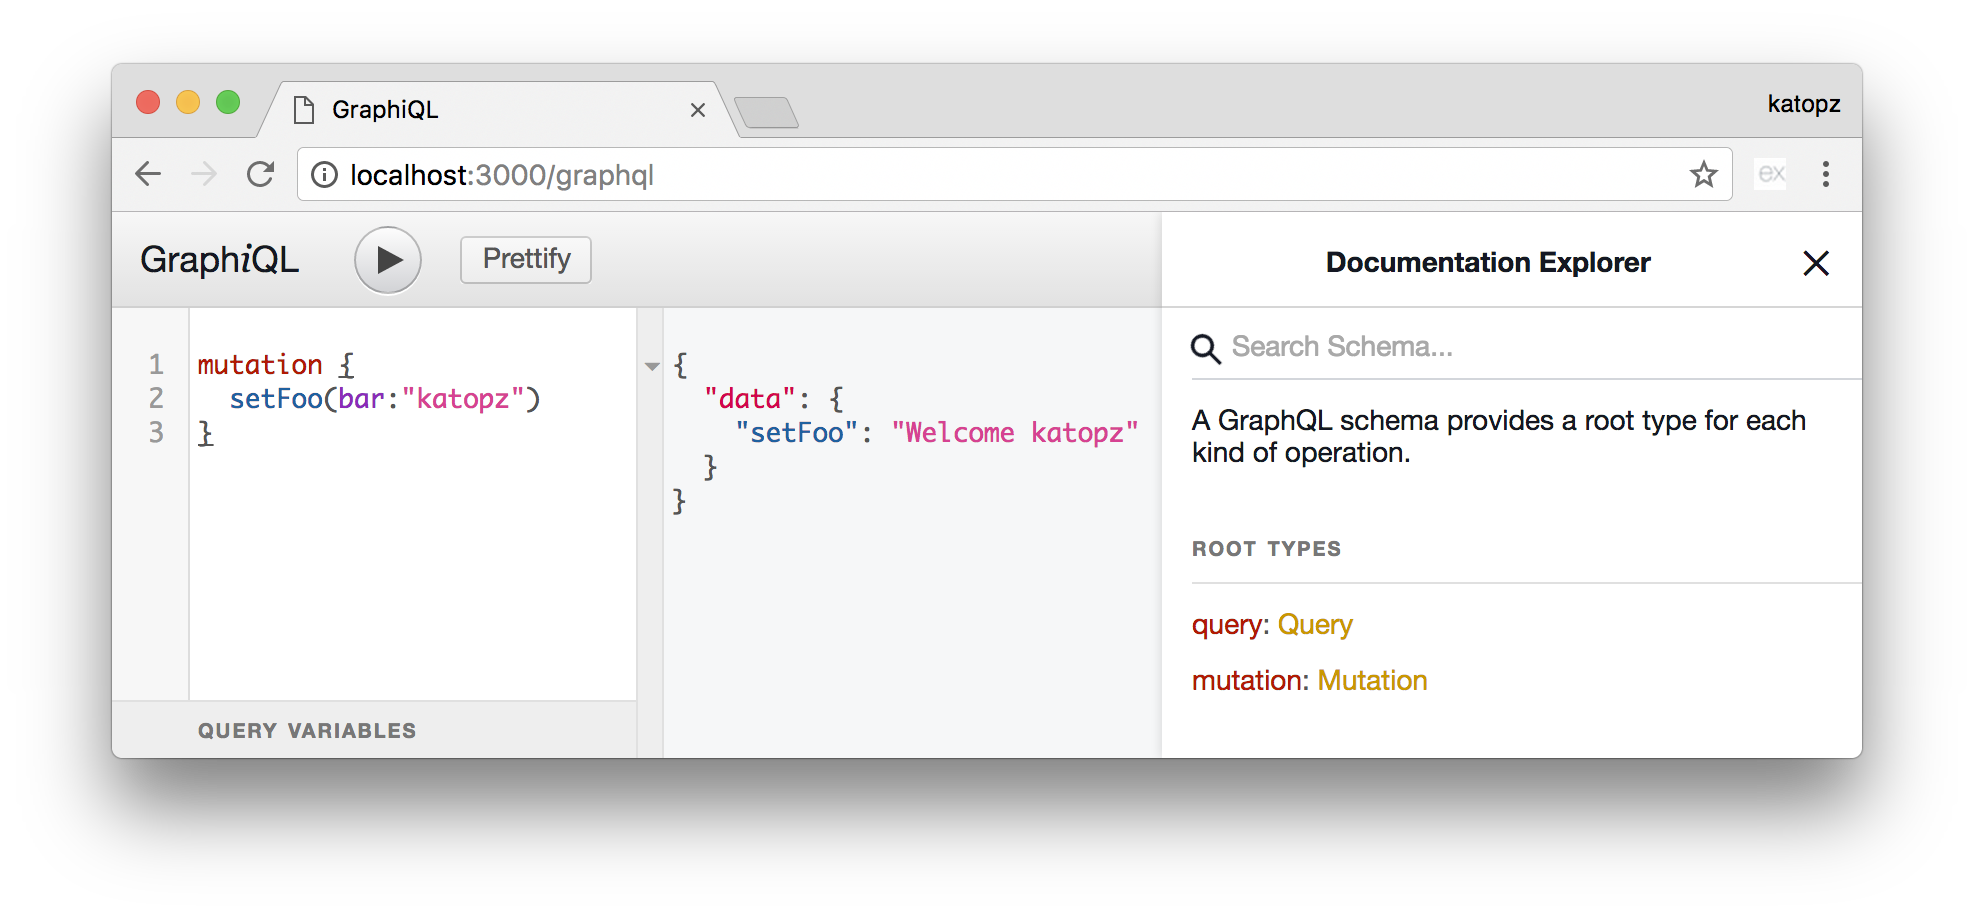 GraphiQL
katopz
localhost:3000/graphql
ex
GraphiQL
Prettify
1 mutation {
2   setFoo(bar:"katopz")
3 }
QUERY VARIABLES
{
  "data": {
    "setFoo": "Welcome katopz"
  }
}
Documentation Explorer
Search Schema...
A GraphQL schema provides a root type for each
kind of operation.
ROOT TYPES
query: Query
mutation: Mutation